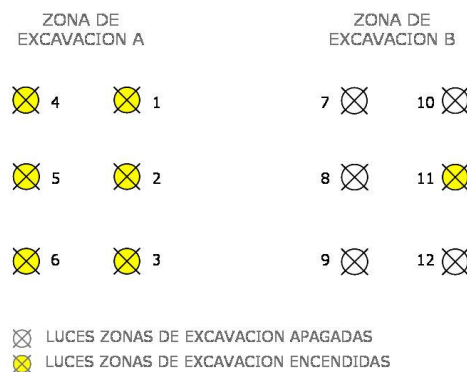 ZONA DE
EXCAVACION A
ZONA DE
EXCAVACION B
4 1 7 10
5 2 8 11
6 3 9 12
LUCES ZONAS DE EXCAVACION APAGADAS
LUCES ZONAS DE EXCAVACION ENCENDIDAS